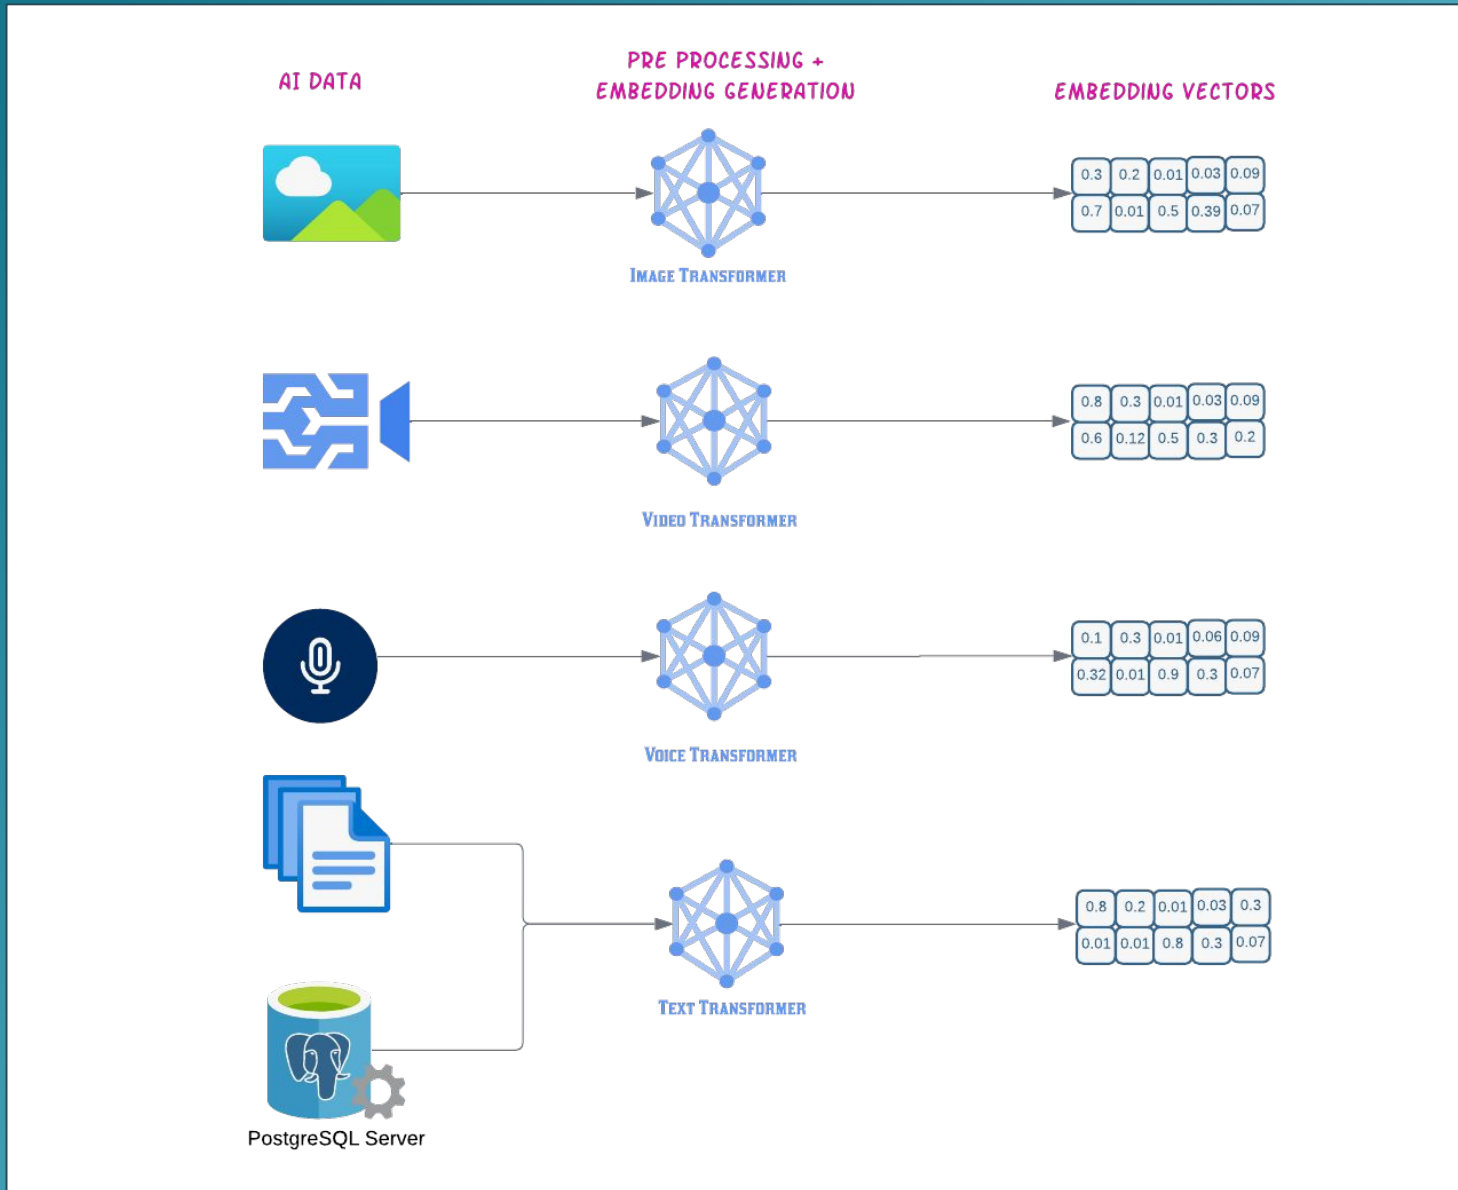 AI DATA
PRE PROCESSING +
EMBEDDING GENERATION
EMBEDDING VECTORS
0.3 0.2 0.01 0.03 0.09
0.7 0.01 0.5 0.39 0.07
IMAGE TRANSFORMER
0.8 0.3 0.01 0.03 0.09
0.6 0.12 0.5 0.3 0.2
VIDEO TRANSFORMER
0.1 0.3 0.01 0.06 0.09
0.32 0.01 0.9 0.3 0.07
VOICE TRANSFORMER
0.8 0.2 0.01 0.03 0.3
0.01 0.01 0.8 0.3 0.07
TEXT TRANSFORMER
PostgreSQL Server